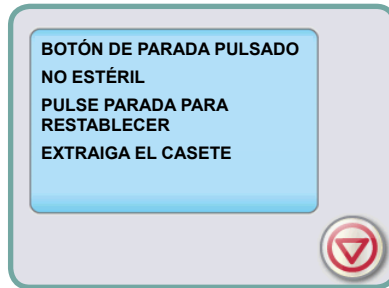 BOTÓN DE PARADA PULSADO
NO ESTÉRIL
PULSE PARADA PARA
RESTABLECER
EXTRAIGA EL CASETE